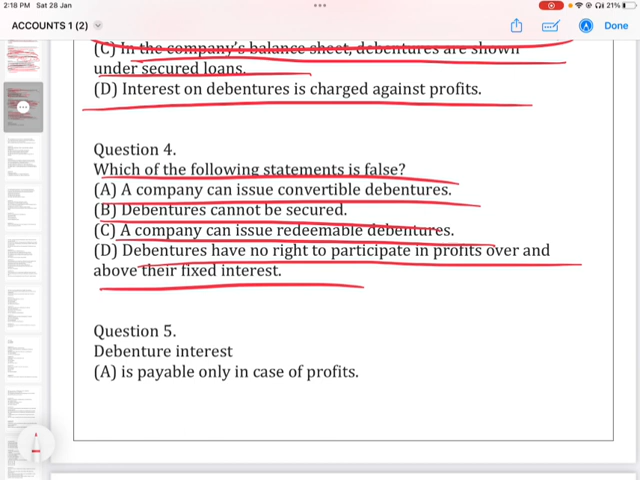 2:18 PM Sat 28 Jan
21%
ACCOUNTS 1 (2)
Done
(C) In the company's balance sheet, debentures are shown
under secured loans.
(D) Interest on debentures is charged against profits.
Question 4.
Which of the following statements is false?
(A) A company can issue convertible debentures.
(B) Debentures cannot be secured.
(C) A company can issue redeemable debentures.
(D) Debentures have no right to participate in profits over and
above their fixed interest.
Question 5.
Debenture interest
(A) is payable only in case of profits.